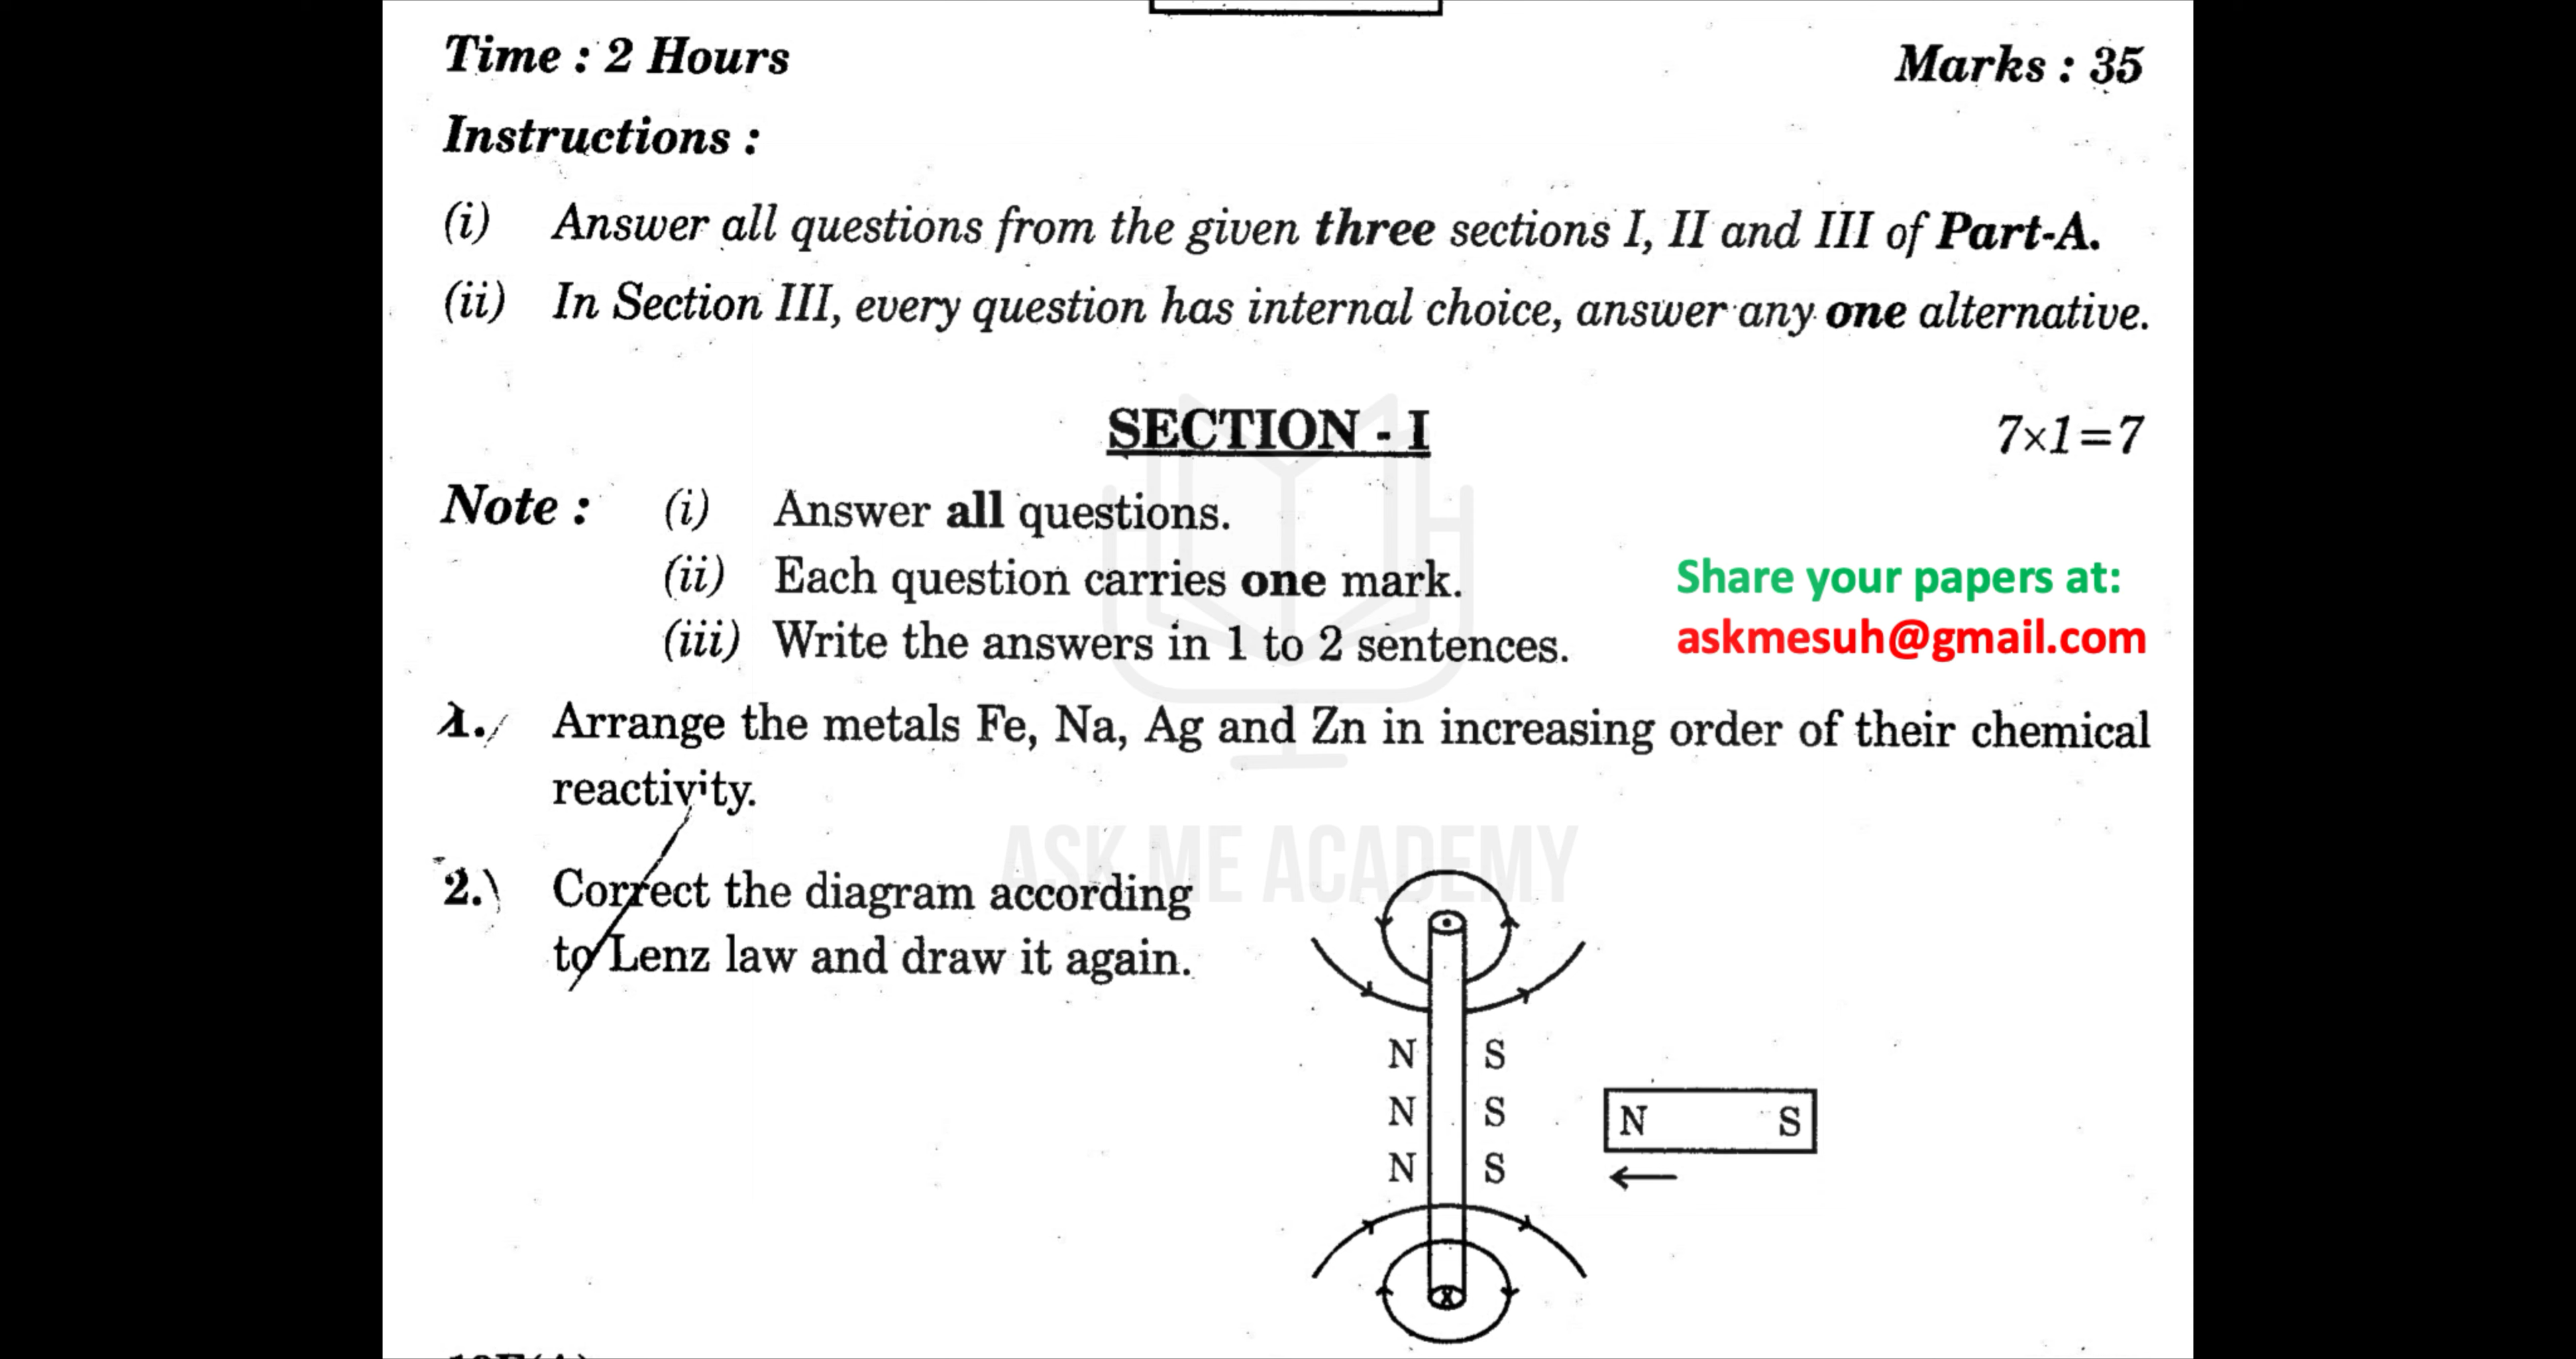 Time : 2 Hours
Marks : 35
Instructions :
(i) Answer all questions from the given three sections I, II and III of Part-A.
(ii) In Section III, every question has internal choice, answer any one alternative.
SECTION - I
7×1=7
Note : (i) Answer all questions.
(ii) Each question carries one mark.
(iii) Write the answers in 1 to 2 sentences.
Share your papers at:
askmesuh@gmail.com
1. Arrange the metals Fe, Na, Ag and Zn in increasing order of their chemical
reactivity.
ASK ME ACADEMY
2. Correct the diagram according
to Lenz law and draw it again.
N S
N S
N S
N S
X